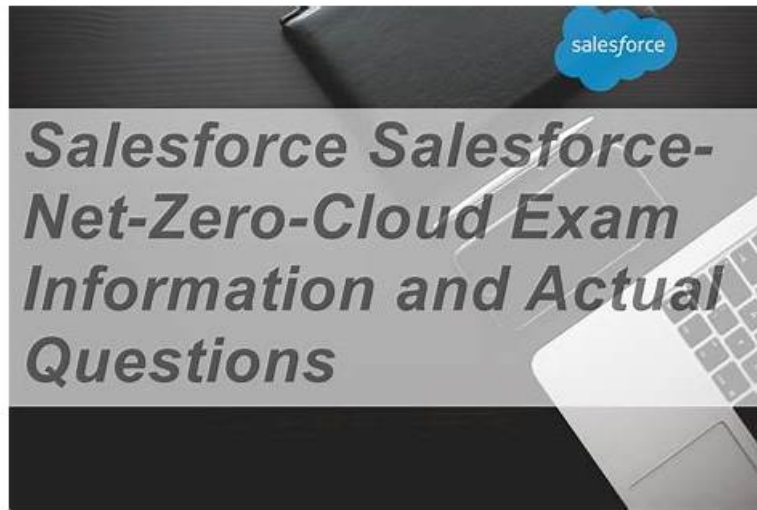 salesforce
Salesforce Salesforce-
Net-Zero-Cloud Exam
Information and Actual
Questions